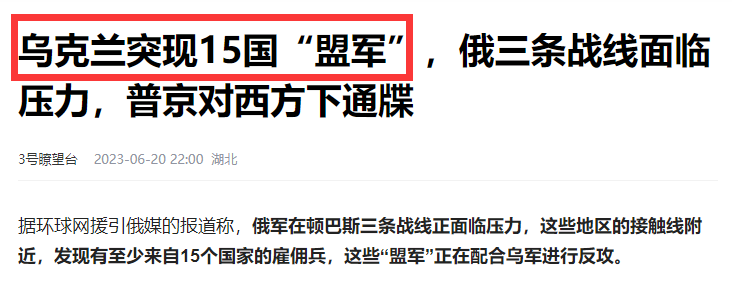 乌克兰突现15国“盟军”，俄三条战线面临
压力，普京对西方下通牒
3号瞭望台 2023-06-20 22:00 湖北
据环球网援引俄媒的报道称，俄军在顿巴斯三条战线正面临压力，这些地区的接触线附
近，发现有至少来自15个国家的雇佣兵，这些“盟军”正在配合乌军进行反攻。